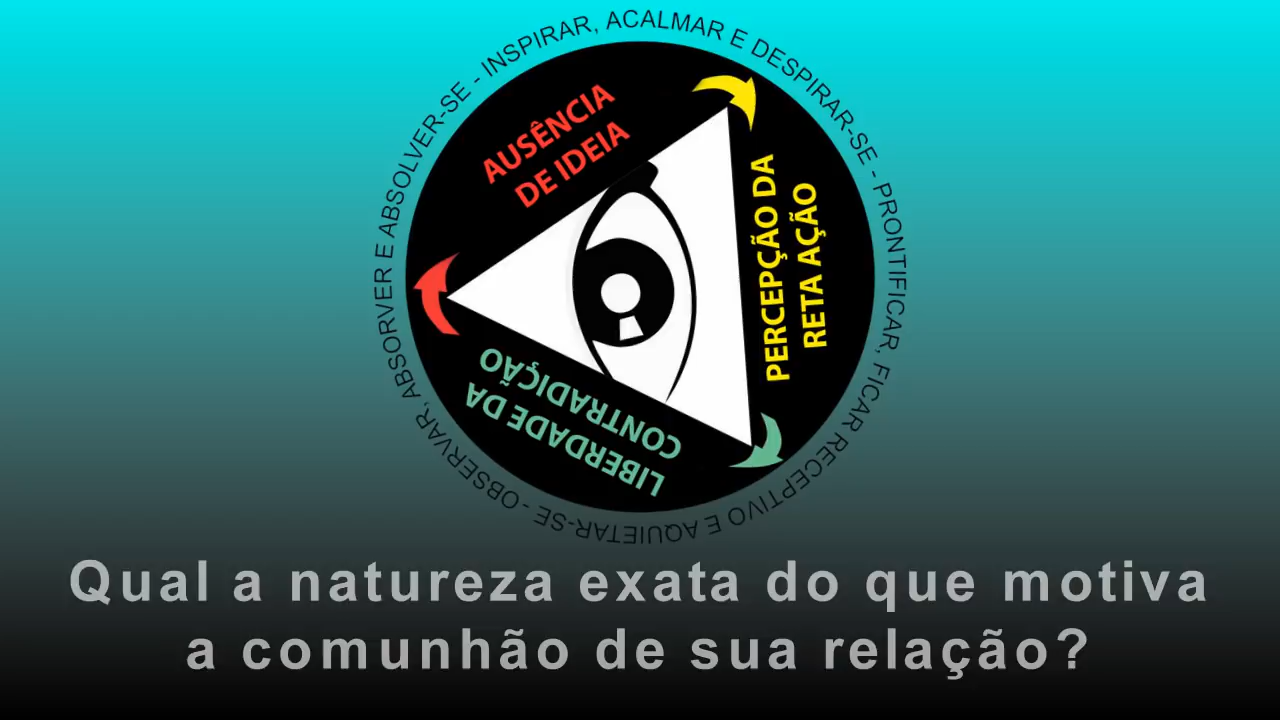 INSPIRAR, ACALMAR E DESPIRAR-SE - PRONTIFICAR, FICAR RECEPTIVO E AQUIETAR-SE - OBSERVAR, ABSORVER E ABSOLVER-SE -
AUSÊNCIA
DE IDEIA
PERCEPÇÃO DA
RETA AÇÃO
LIBERDADE DA
CONTRADIÇÃO
Qual a natureza exata do que motiva
a comunhão de sua relação?